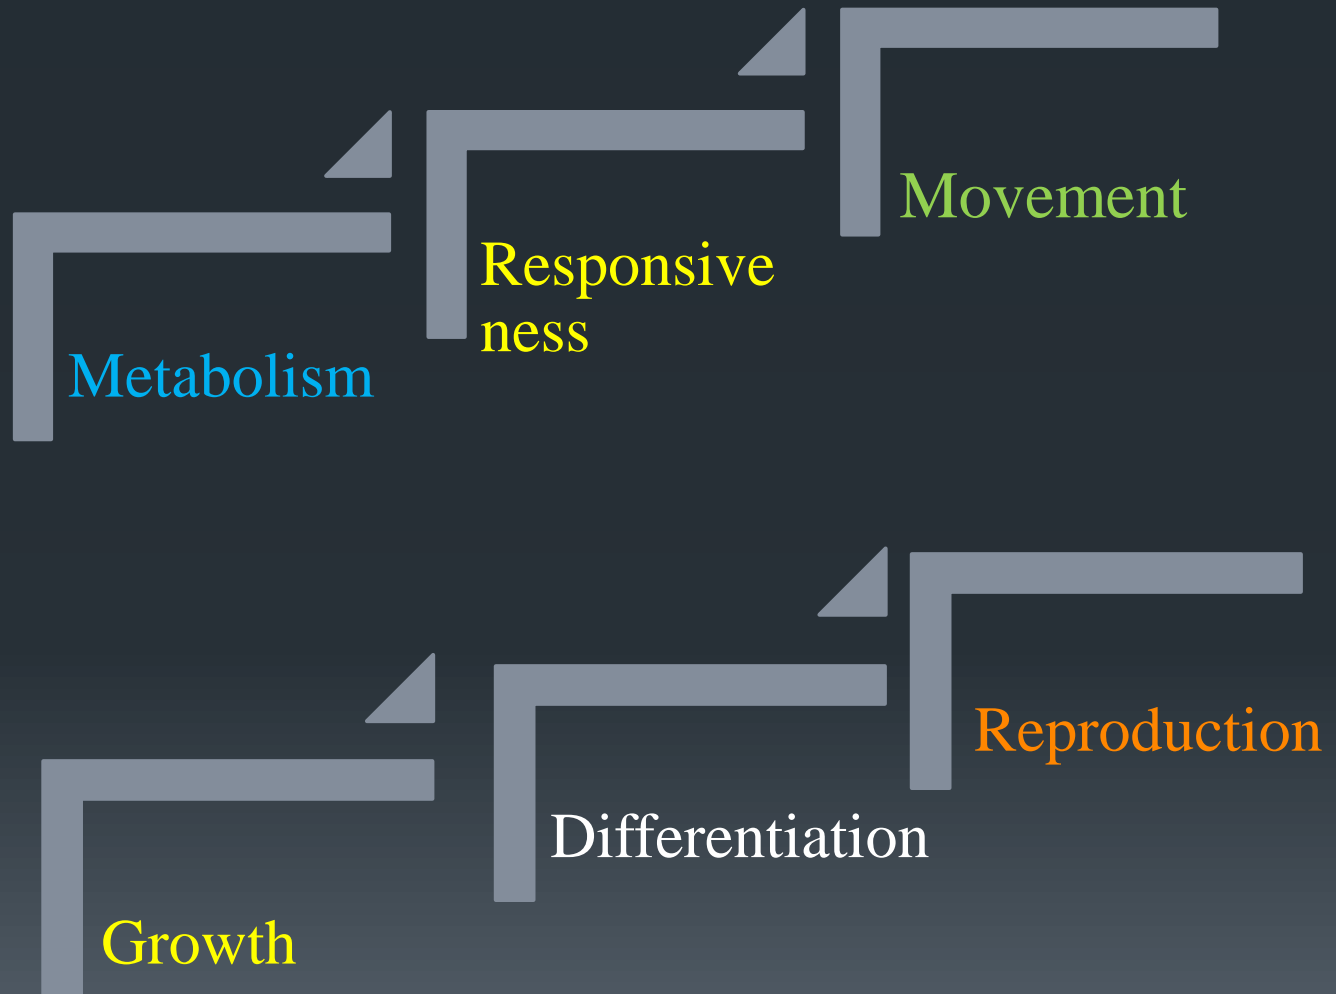 Metabolism
Responsive
ness
Movement
Growth
Differentiation
Reproduction